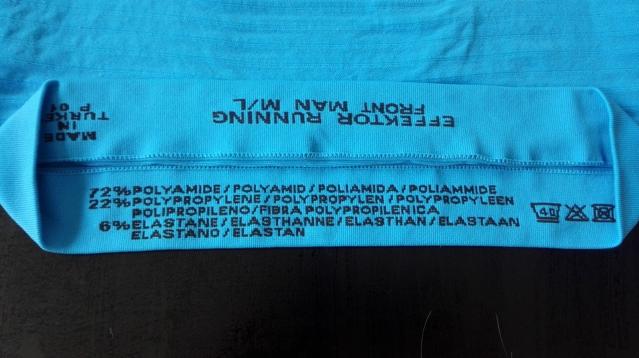 EFFEKTOR RUNNING
FRONT MAN M/L
MADE
IN
TURKEY
P 01
72% POLYAMIDE / POLYAMID / POLIAMIDA / POLIAMMIDE
22% POLYPROPYLENE / POLYPROPYLEN / POLYPROPYLEEN
POLIPROPILENO / FIBRA POLYPROPILENICA
6% ELASTANE / ELASTHANNE / ELASTHAN / ELASTAAN
ELASTANO / ELASTAN
40